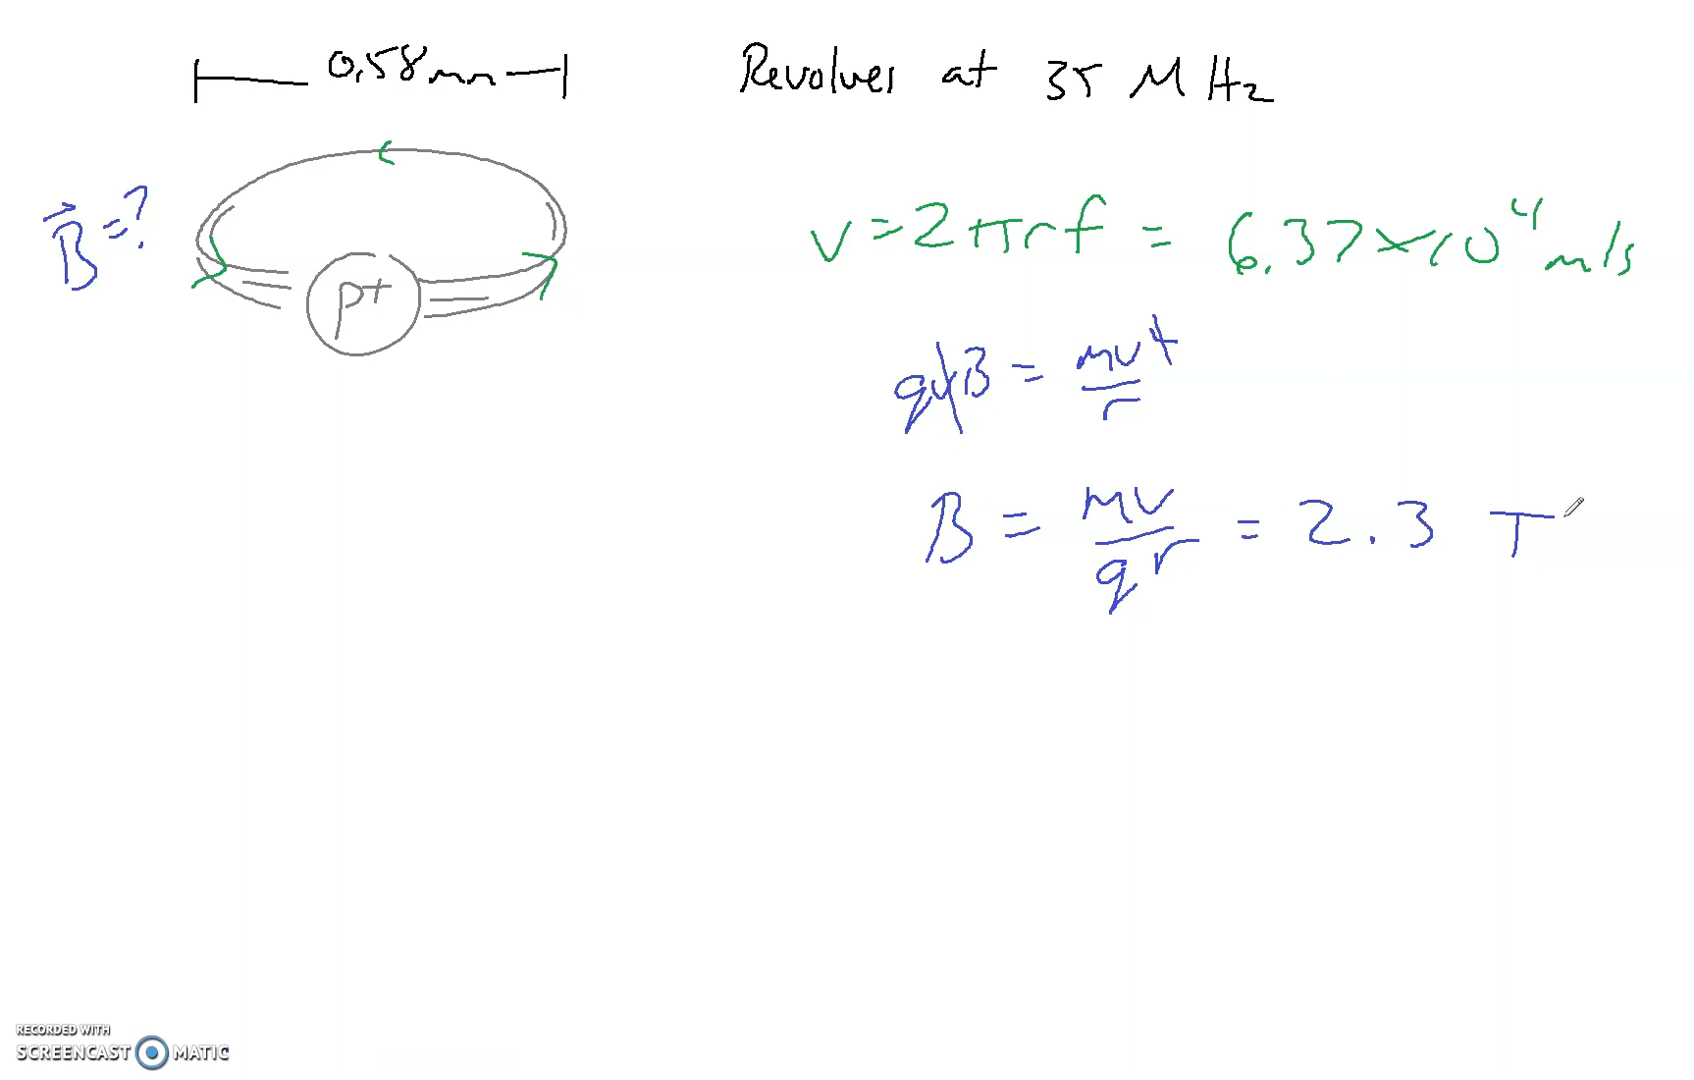 0.58mm
Revolves at 35 MHz
B=?
p+
v=2πrf = 6.37×10⁴ m/s
qvB = mv²/r
B = mv/qr = 2.3 T
RECORDED WITH
SCREENCAST MATIC